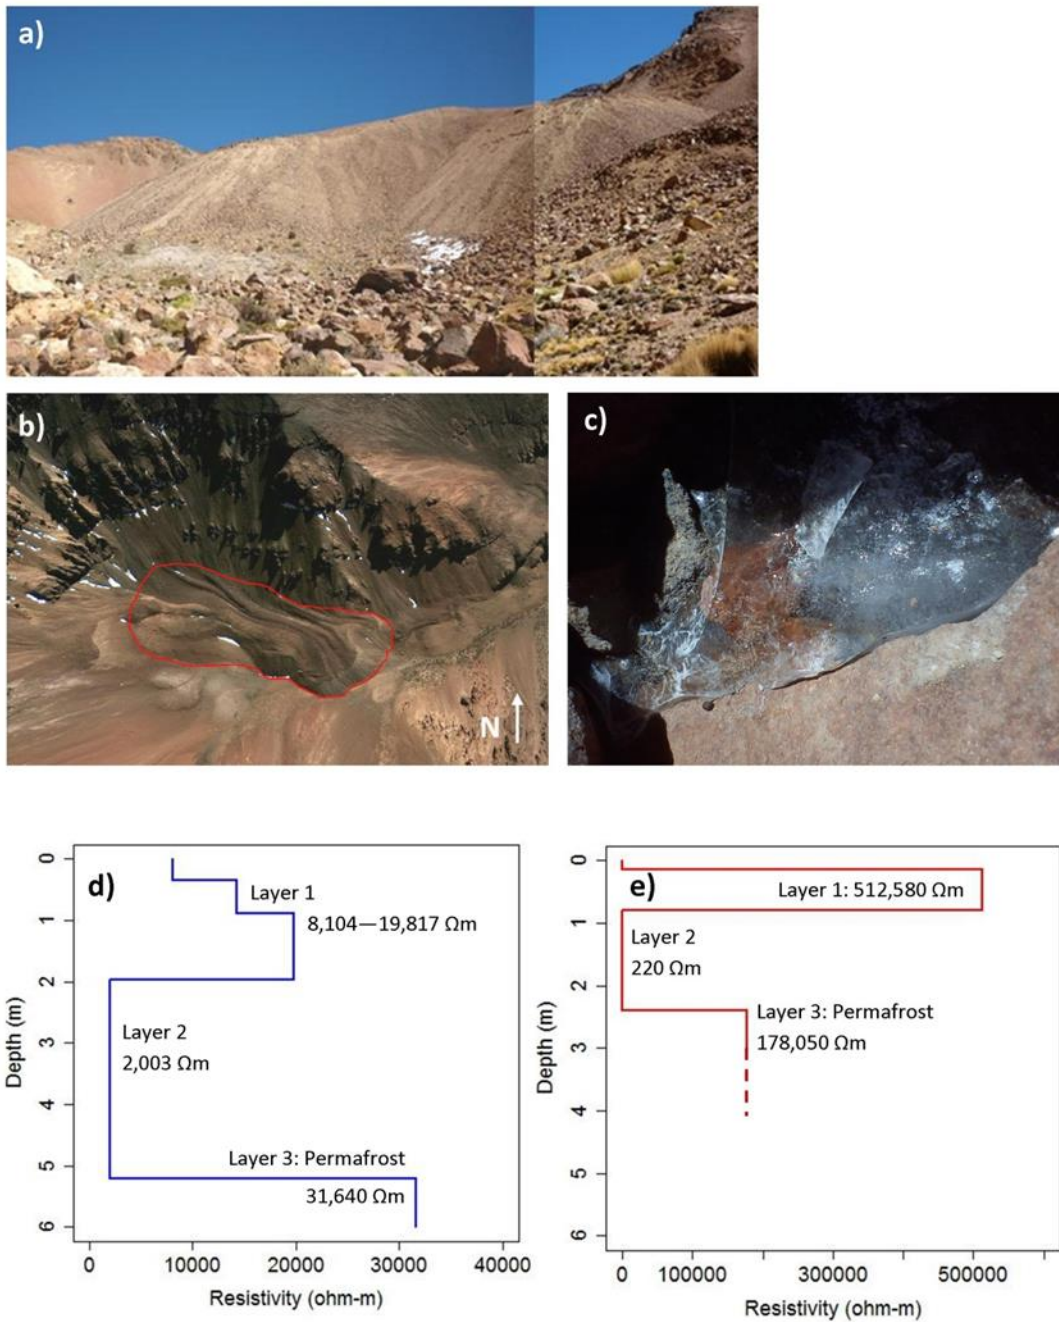 a)
b)
N
c)
d)
Layer 1
8,104—19,817 Ωm
Layer 2
2,003 Ωm
Layer 3: Permafrost
31,640 Ωm
0
1
2
3
4
5
6
Depth (m)
0
10000
20000
30000
40000
Resistivity (ohm-m)
e)
Layer 1: 512,580 Ωm
Layer 2
220 Ωm
Layer 3: Permafrost
178,050 Ωm
0
1
2
3
4
5
6
Depth (m)
0
100000
300000
500000
Resistivity (ohm-m)